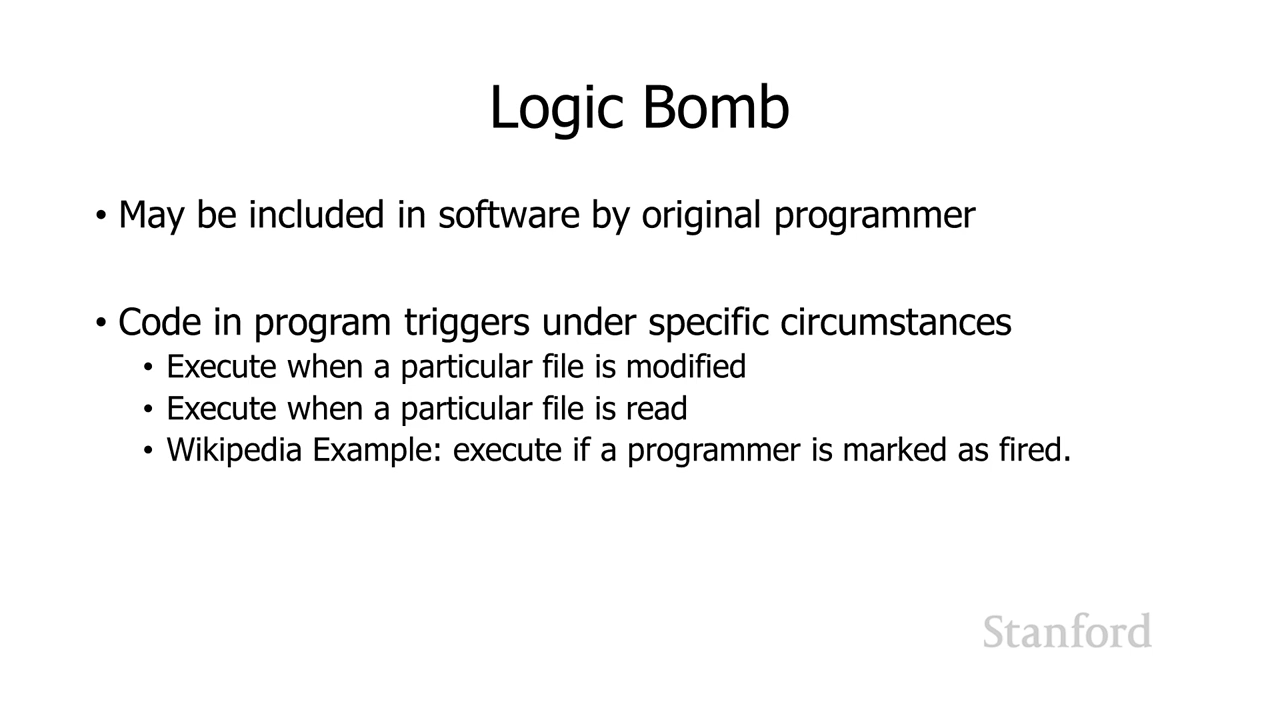 Logic Bomb
• May be included in software by original programmer
• Code in program triggers under specific circumstances
• Execute when a particular file is modified
• Execute when a particular file is read
• Wikipedia Example: execute if a programmer is marked as fired.
Stanford